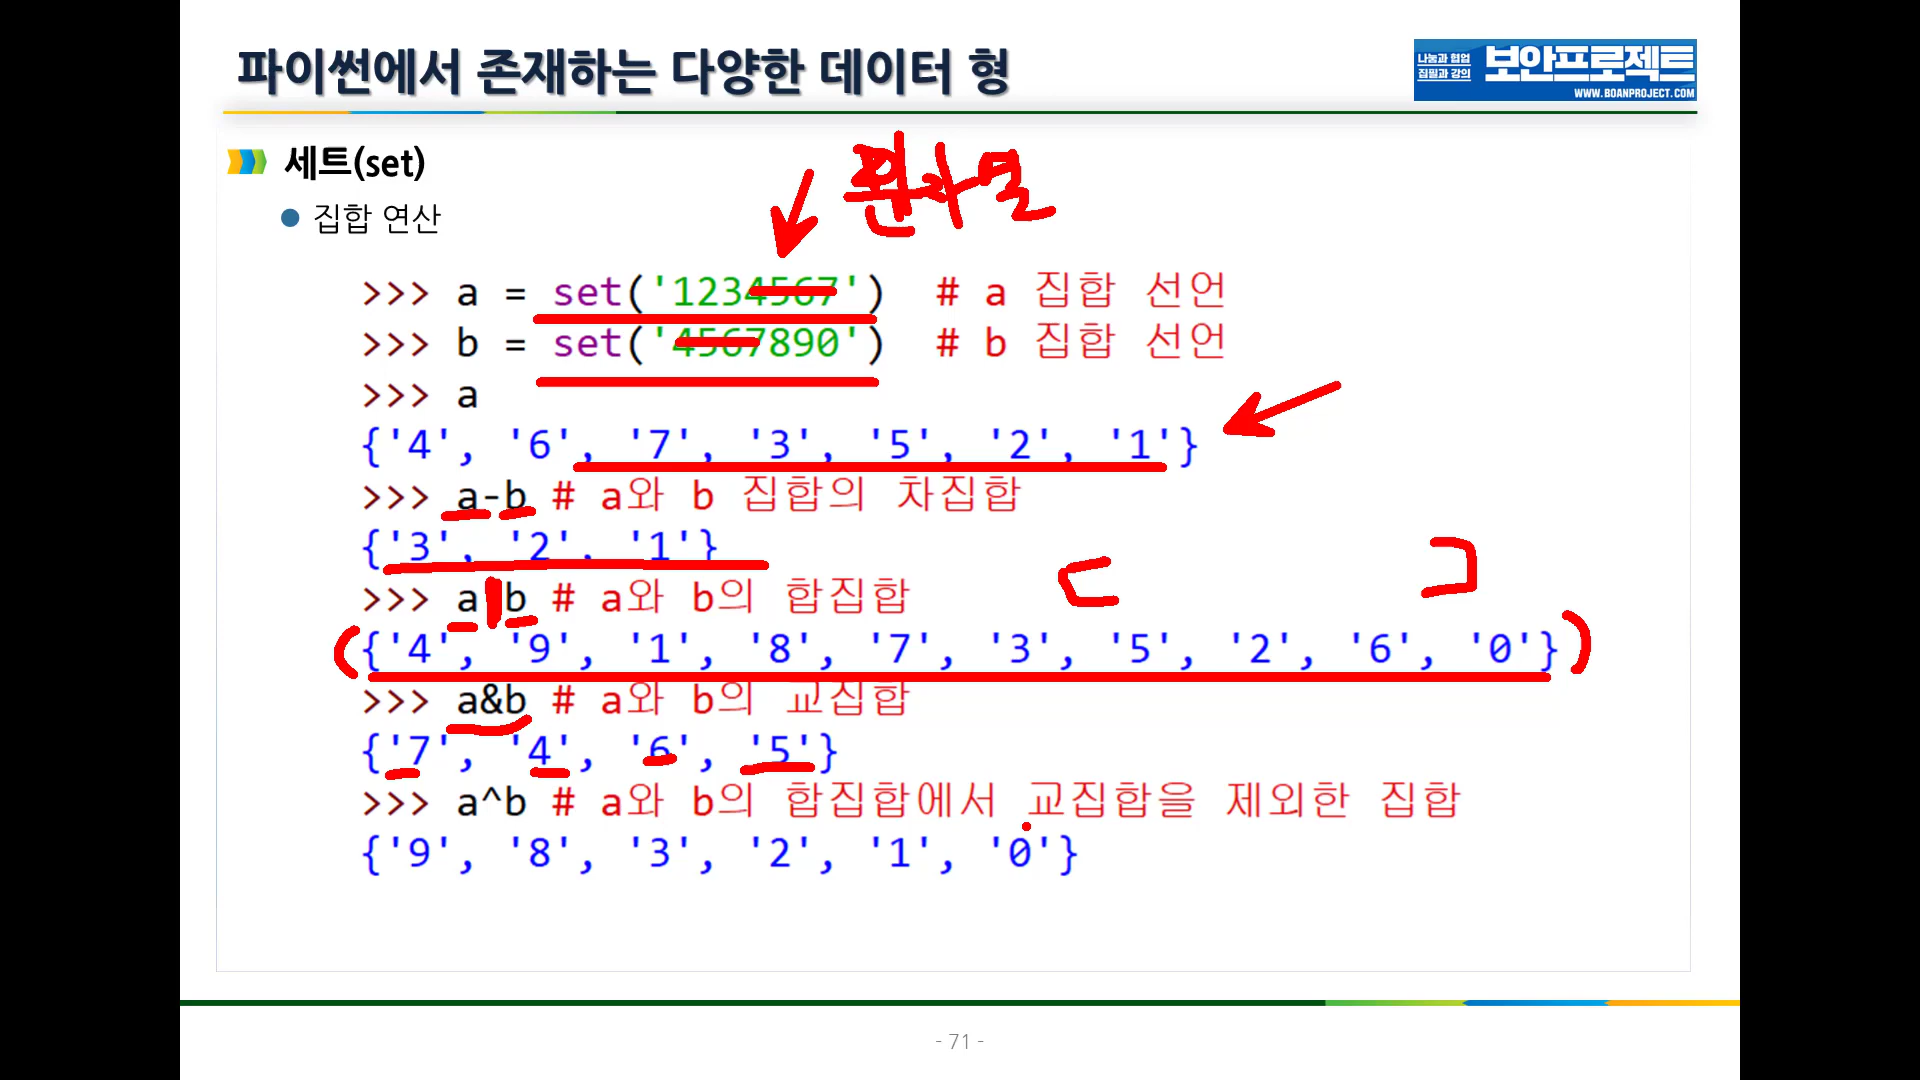 파이썬에서 존재하는 다양한 데이터 형
나눔과 협업
집필과 강의
보안프로젝트
WWW.BOANPROJECT.COM
세트(set)
문자열
집합 연산
>>> a = set('1234567')  # a 집합 선언
>>> b = set('4567890')  # b 집합 선언
>>> a
{'4', '6', '7', '3', '5', '2', '1'}
>>> a-b # a와 b 집합의 차집합
{'3', '2', '1'}
>>> a|b # a와 b의 합집합
{'4', '9', '1', '8', '7', '3', '5', '2', '6', '0'}
>>> a&b # a와 b의 교집합
{'7', '4', '6', '5'}
>>> a^b # a와 b의 합집합에서 교집합을 제외한 집합
{'9', '8', '3', '2', '1', '0'}
- 71 -